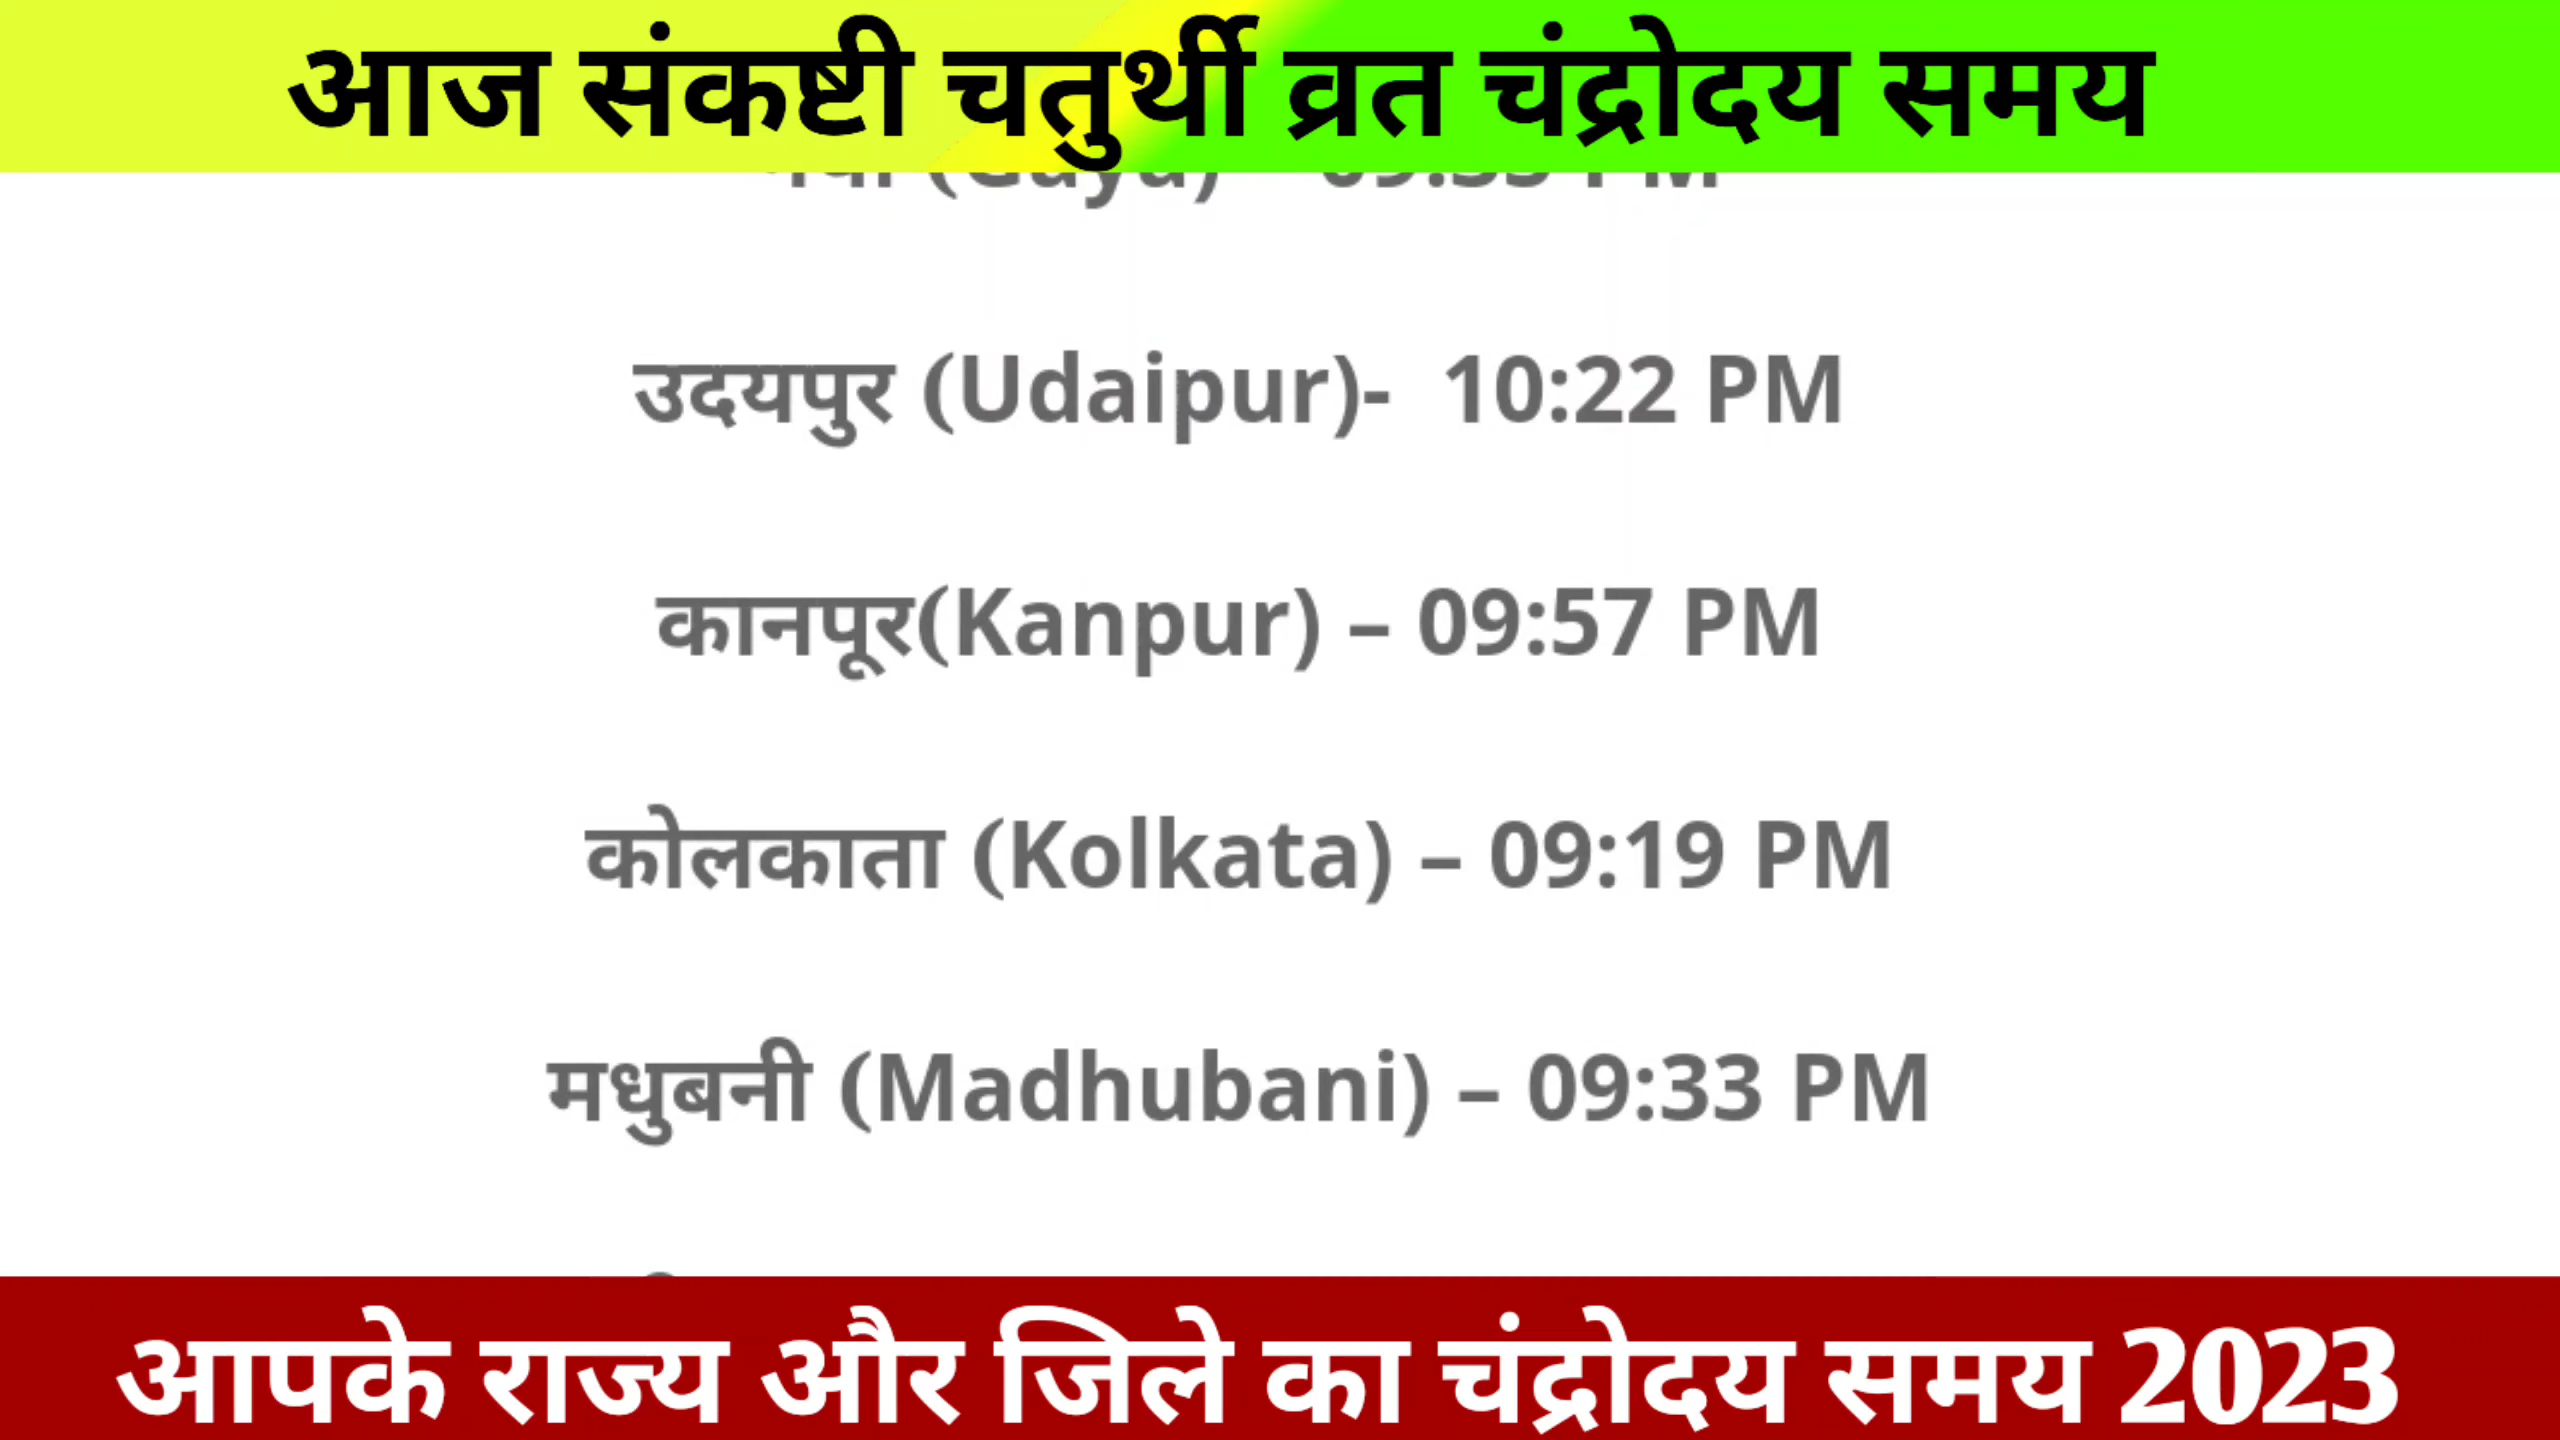 आज संकष्टी चतुर्थी व्रत चंद्रोदय समय
(Gaya)
उदयपुर (Udaipur)-  10:22 PM
कानपूर(Kanpur) – 09:57 PM
कोलकाता (Kolkata) – 09:19 PM
मधुबनी (Madhubani) – 09:33 PM
आपके राज्य और जिले का चंद्रोदय समय 2023